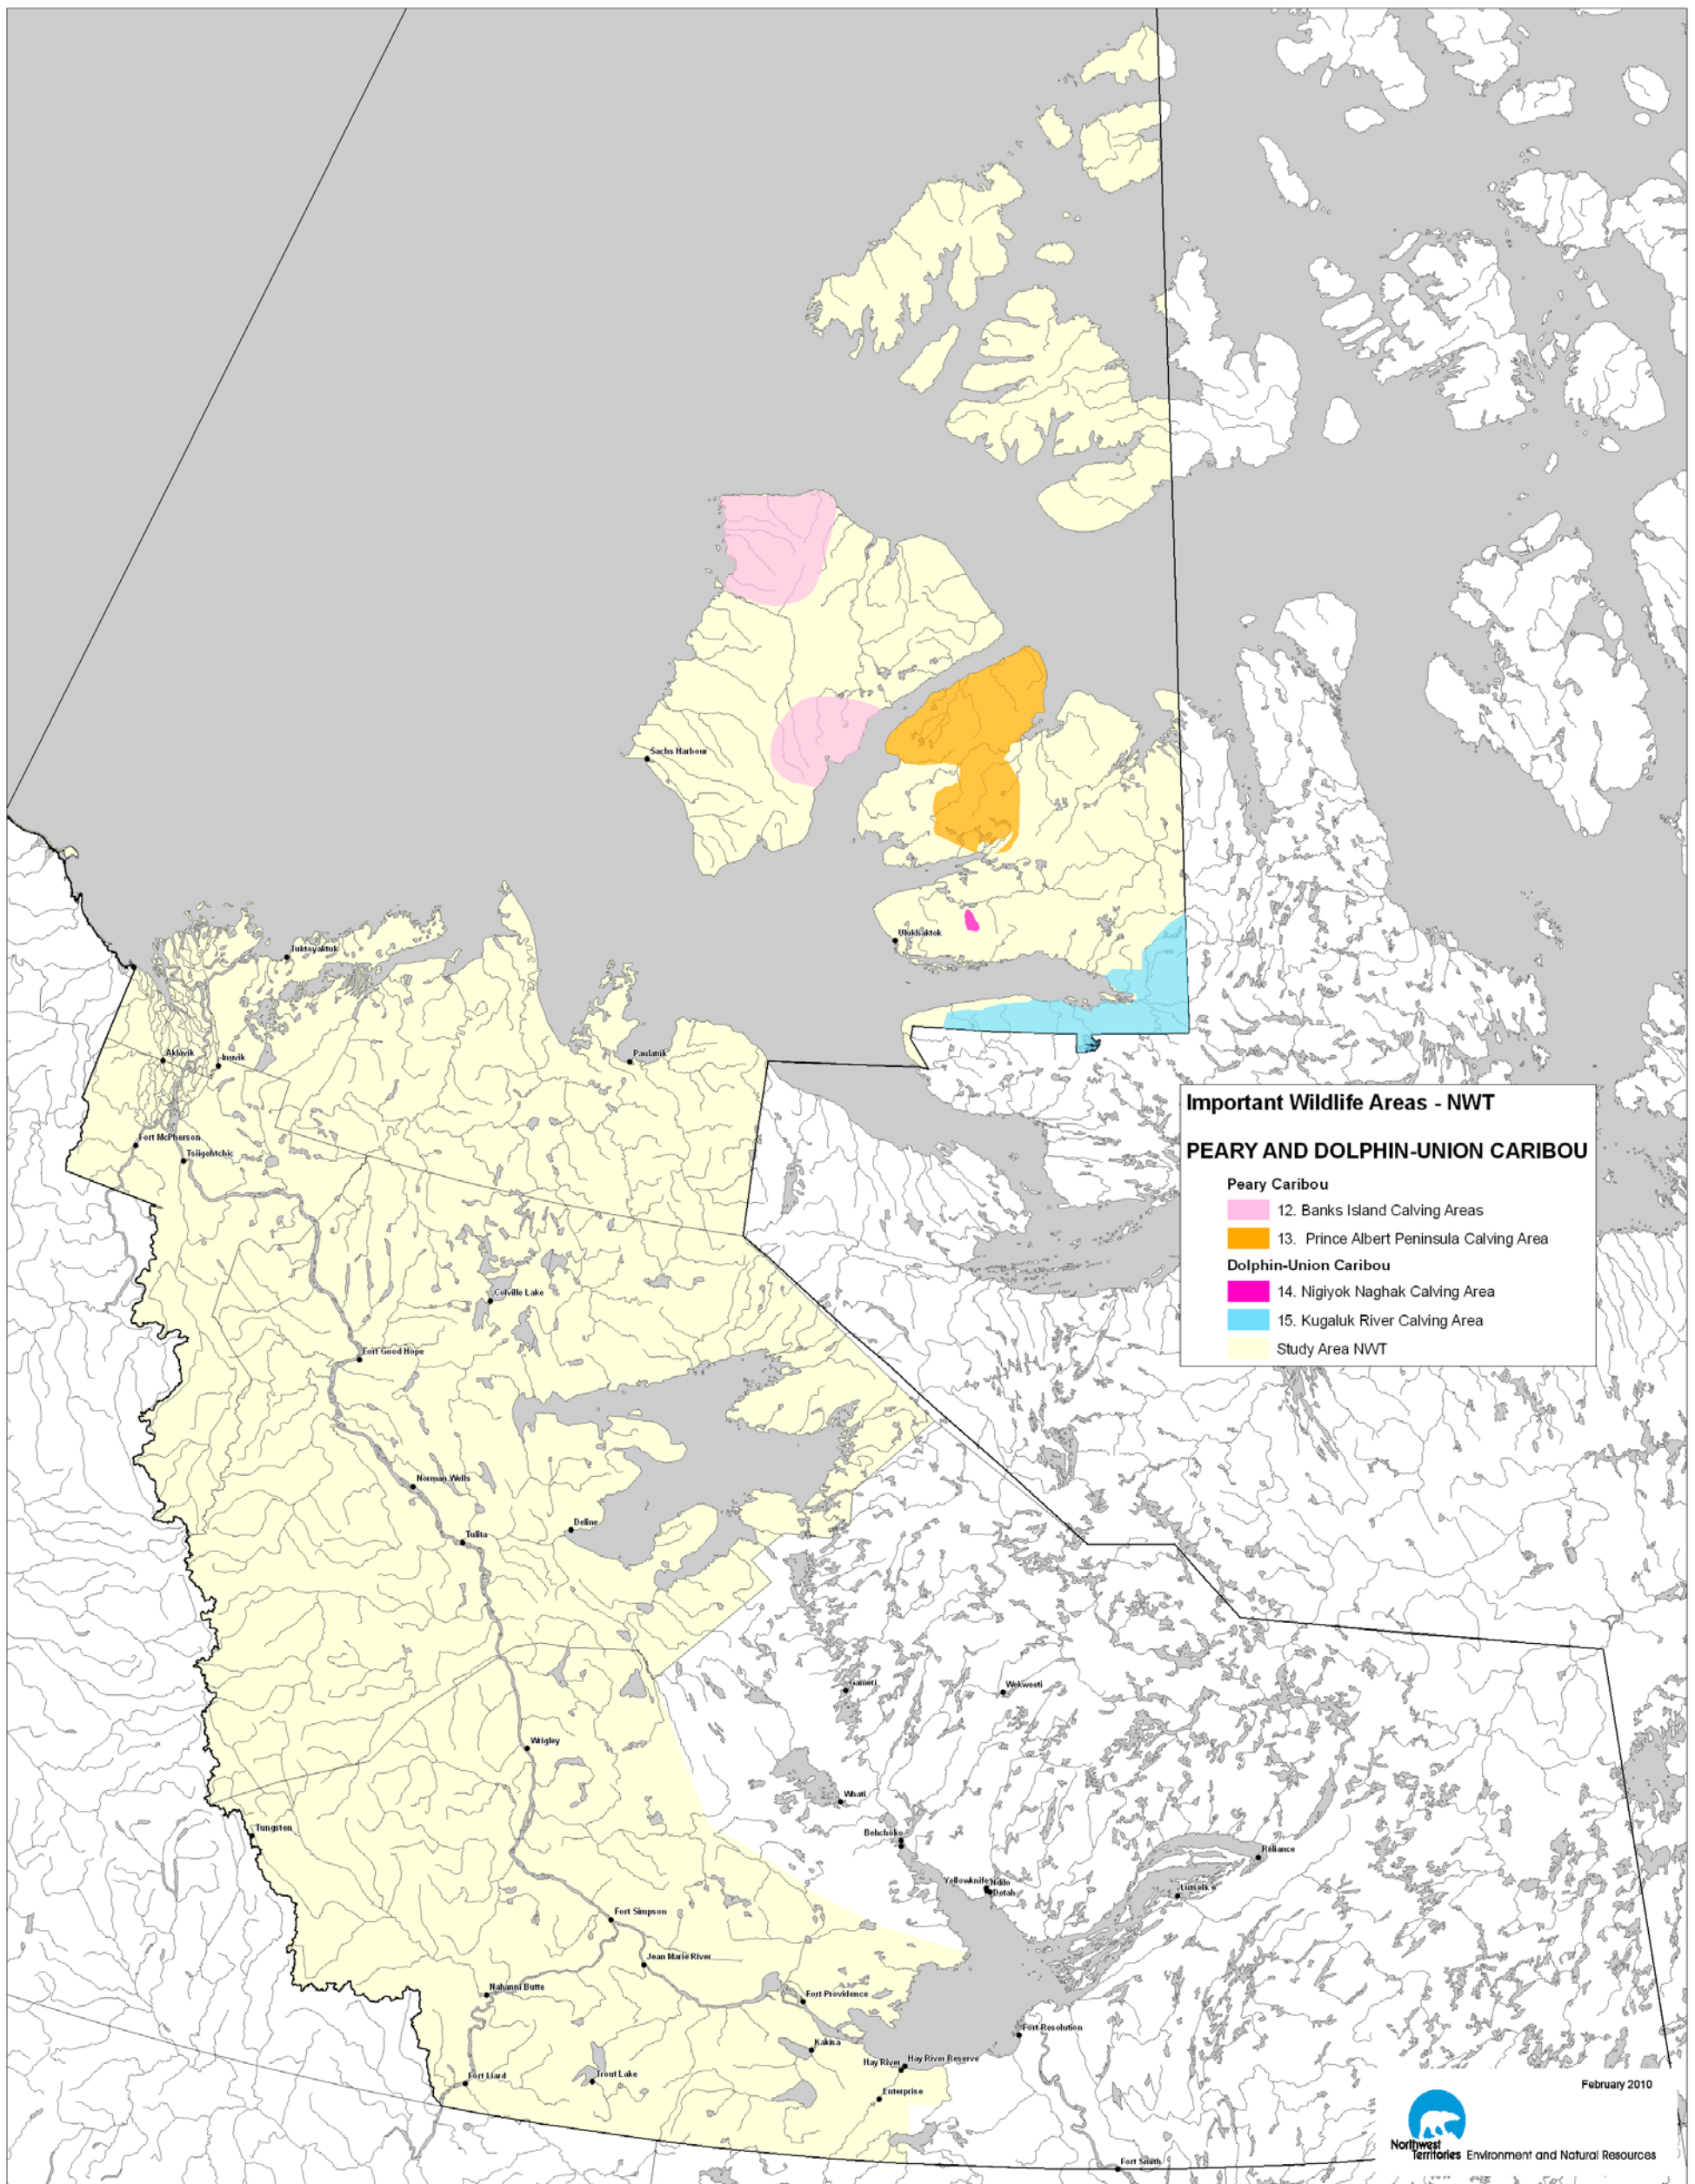 Sachs Harbour
Ulukhaktok
Tuktoyaktuk
Aklavik
Inuvik
Paulatuk
Fort McPherson
Tsiigehtchic
Important Wildlife Areas - NWT
PEARY AND DOLPHIN-UNION CARIBOU
Peary Caribou
12. Banks Island Calving Areas
13. Prince Albert Peninsula Calving Area
Dolphin-Union Caribou
14. Nigiyok Naghak Calving Area
15. Kugaluk River Calving Area
Study Area NWT
Colville Lake
Fort Good Hope
Norman Wells
Deline
Tulita
Gameti
Wekweeti
Wrigley
Whati
Tungsten
Behchoko
Reliance
Yellowknife
Ndilo
Detah
Lutselk'e
Fort Simpson
Jean Marie River
Nahanni Butte
Fort Providence
Fort Resolution
Kakisa
Hay River
Hay River Reserve
Fort Liard
Trout Lake
Enterprise
Fort Smith
February 2010
Northwest
Territories Environment and Natural Resources